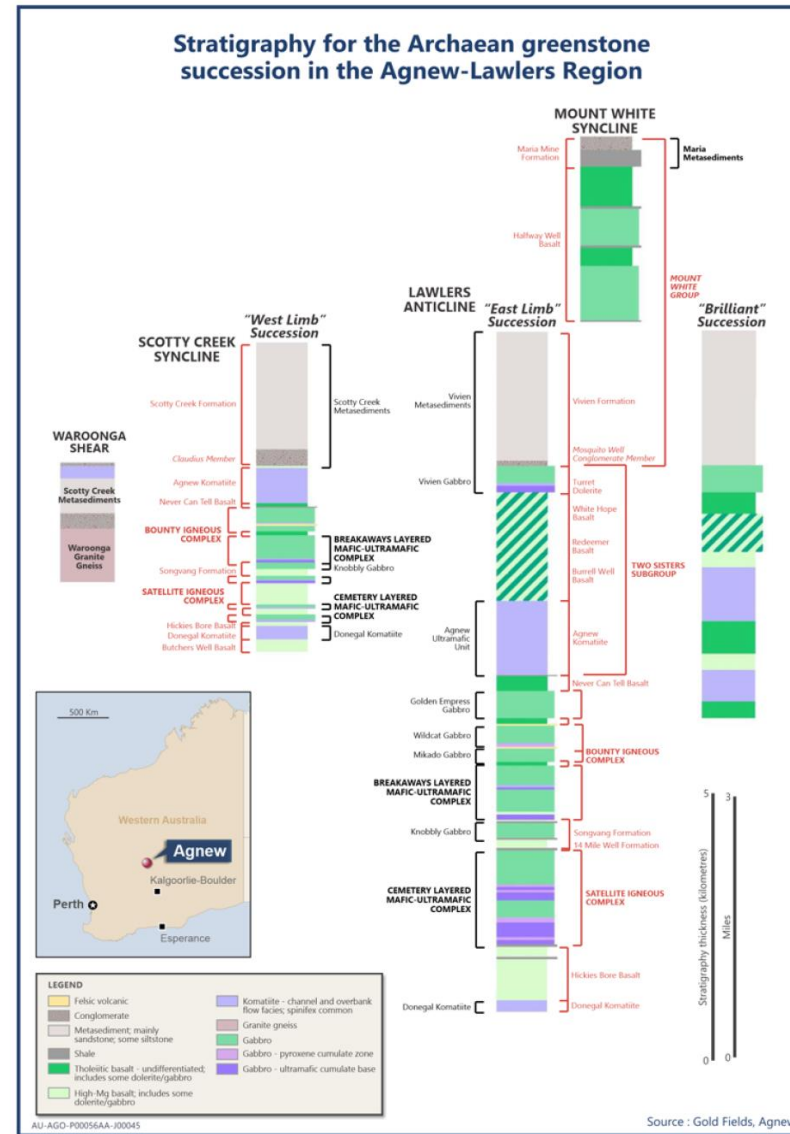 Stratigraphy for the Archaean greenstone
succession in the Agnew-Lawlers Region
MOUNT WHITE
SYNCLINE
Maria Mine
Formation
Maria
Metasediments
Halfway Well
Basalt
MOUNT
WHITE
GROUP
LAWLERS
ANTICLINE
"East Limb"
Succession
"Brilliant"
Succession
Vivien
Metasediments
Vivien Formation
Mosquito Well
Conglomerate Member
Vivien Gabbro
Turret
Dolerite
White Hope
Basalt
Redeemer
Basalt
Burrell Well
Basalt
TWO SISTERS
SUBGROUP
Agnew
Ultramafic
Unit
Agnew
Komatiite
Never Can Tell Basalt
Golden Empress
Gabbro
Wildcat Gabbro
Mikado Gabbro
BOUNTY IGNEOUS
COMPLEX
BREAKAWAYS LAYERED
MAFIC-ULTRAMAFIC
COMPLEX
Knobbly Gabbro
Songvang Formation
14 Mile Well Formation
CEMETERY LAYERED
MAFIC-ULTRAMAFIC
COMPLEX
SATELLITE IGNEOUS
COMPLEX
Hickies Bore Basalt
Donegal Komatiite
Donegal Komatiite
SCOTTY CREEK
SYNCLINE
"West Limb"
Succession
Scotty Creek Formation
Scotty Creek
Metasediments
Claudius Member
Agnew Komatiite
Never Can Tell Basalt
BOUNTY IGNEOUS
COMPLEX
BREAKAWAYS LAYERED
MAFIC-ULTRAMAFIC
COMPLEX
Knobbly Gabbro
Songvang Formation
SATELLITE IGNEOUS
COMPLEX
CEMETERY LAYERED
MAFIC-ULTRAMAFIC
COMPLEX
Hickies Bore Basalt
Donegal Komatiite
Donegal Komatiite
Butchers Well Basalt
WAROONGA
SHEAR
Scotty Creek
Metasediments
Waroonga
Granite
Gneiss
500 Km
Western Australia
Agnew
Kalgoorlie-Boulder
Perth
Esperance
5
3
Stratigraphy thickness (kilometres)
Miles
0
0
LEGEND
Felsic volcanic
Conglomerate
Metasediment; mainly
sandstone; some siltstone
Shale
Tholeiitic basalt - undifferentiated;
includes some dolerite/gabbro
High-Mg basalt; includes some
dolerite/gabbro
Komatiite - channel and overbank
flow facies; spinifex common
Granite gneiss
Gabbro
Gabbro - pyroxene cumulate zone
Gabbro - ultramafic cumulate base
AU-AGO-P00056AA-J00045
Source : Gold Fields, Agnew